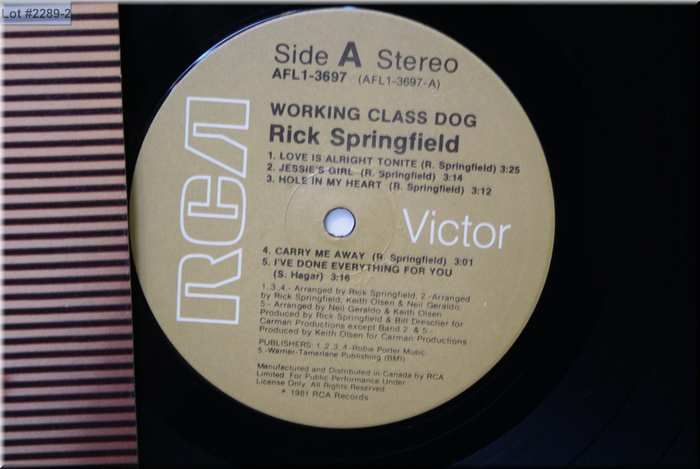 Lot #2289-2
Side A Stereo
AFL1-3697 (AFL1-3697-A)
WORKING CLASS DOG
Rick Springfield
1. LOVE IS ALRIGHT TONITE (R. Springfield) 3:25
2. JESSIE'S GIRL (R. Springfield) 3:14
3. HOLE IN MY HEART (R. Springfield) 3:12
RCA
Victor
4. CARRY ME AWAY (R. Springfield) 3:01
5. I'VE DONE EVERYTHING FOR YOU
(S. Hagar) 3:16
1,3,4,- Arranged by Rick Springfield, 2.-Arranged
by Rick Springfield, Keith Olsen & Neil Geraldo,
5.- Arranged by Neil Geraldo & Keith Olsen
Produced by Rick Springfield & Bill Drescher for
Carman Productions except Band 2, & 5.-
Produced by Keith Olsen for Carman Productions
PUBLISHERS: 1,2,3,4-Robie Porter Music
5.-Warner-Tamerlane Publishing (BMI)
Manufactured and Distributed in Canada by RCA
Limited. For Public Performance Under
License Only. All Rights Reserved.
1981 RCA Records